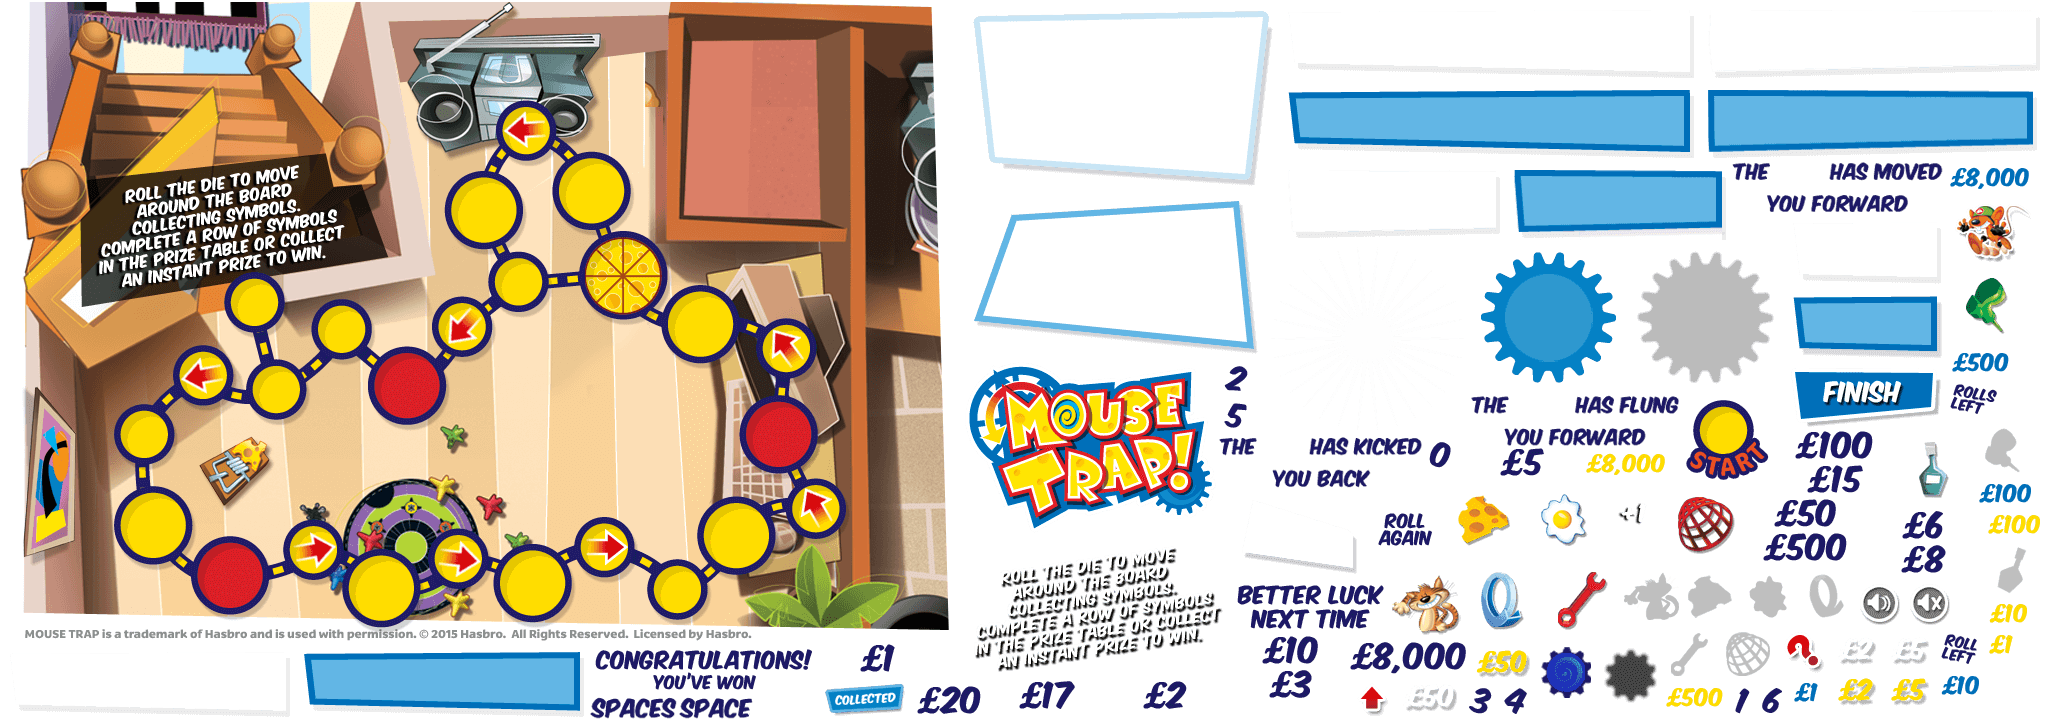 ROLL THE DIE TO MOVE
AROUND THE BOARD
COLLECTING SYMBOLS.
COMPLETE A ROW OF SYMBOLS
IN THE PRIZE TABLE OR COLLECT
AN INSTANT PRIZE TO WIN.
MOUSE TRAP is a trademark of Hasbro and is used with permission. © 2015 Hasbro. All Rights Reserved. Licensed by Hasbro.
CONGRATULATIONS!
YOU'VE WON
SPACES SPACE
£1
COLLECTED
£20
£17
£2
MOUSE
TRAP!
2
5
THE HAS KICKED
YOU BACK
0
ROLL THE DIE TO MOVE
AROUND THE BOARD
COLLECTING SYMBOLS.
COMPLETE A ROW OF SYMBOLS
IN THE PRIZE TABLE OR COLLECT
AN INSTANT PRIZE TO WIN.
THE HAS MOVED
YOU FORWARD
£8,000
£500
FINISH
ROLLS
LEFT
THE HAS FLUNG
YOU FORWARD
£5
£8,000
START
£100
£15
£50
£500
ROLL
AGAIN
+1
£6
£8
£100
£100
BETTER LUCK
NEXT TIME
£10
£3
£8,000
£50
£50
3 4
£500
1 6
£1
£2
£5
£2
£5
ROLL
LEFT
£10
£1
£10